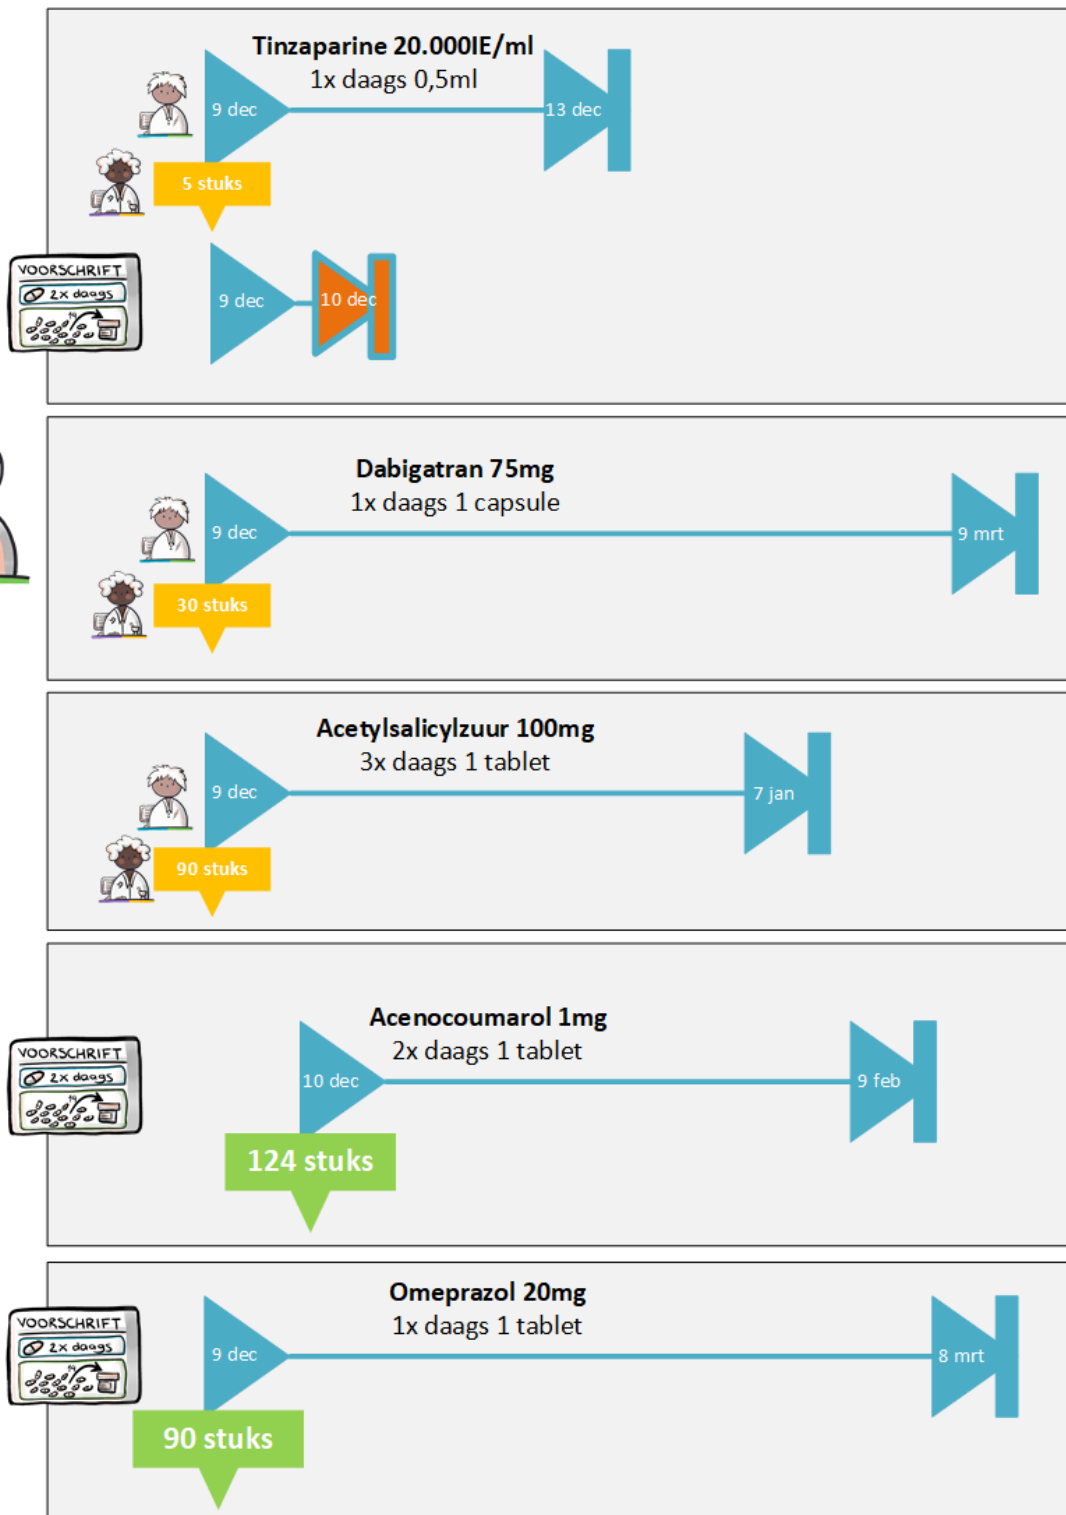 Tinzaparine 20.000IE/ml
1x daags 0,5ml
9 dec
13 dec
5 stuks
VOORSCHRIFT
2x daags
9 dec
10 dec
Dabigatran 75mg
1x daags 1 capsule
9 dec
9 mrt
30 stuks
Acetylsalicylzuur 100mg
3x daags 1 tablet
9 dec
7 jan
90 stuks
Acenocoumarol 1mg
2x daags 1 tablet
VOORSCHRIFT
2x daags
10 dec
9 feb
124 stuks
Omeprazol 20mg
1x daags 1 tablet
VOORSCHRIFT
2x daags
9 dec
8 mrt
90 stuks